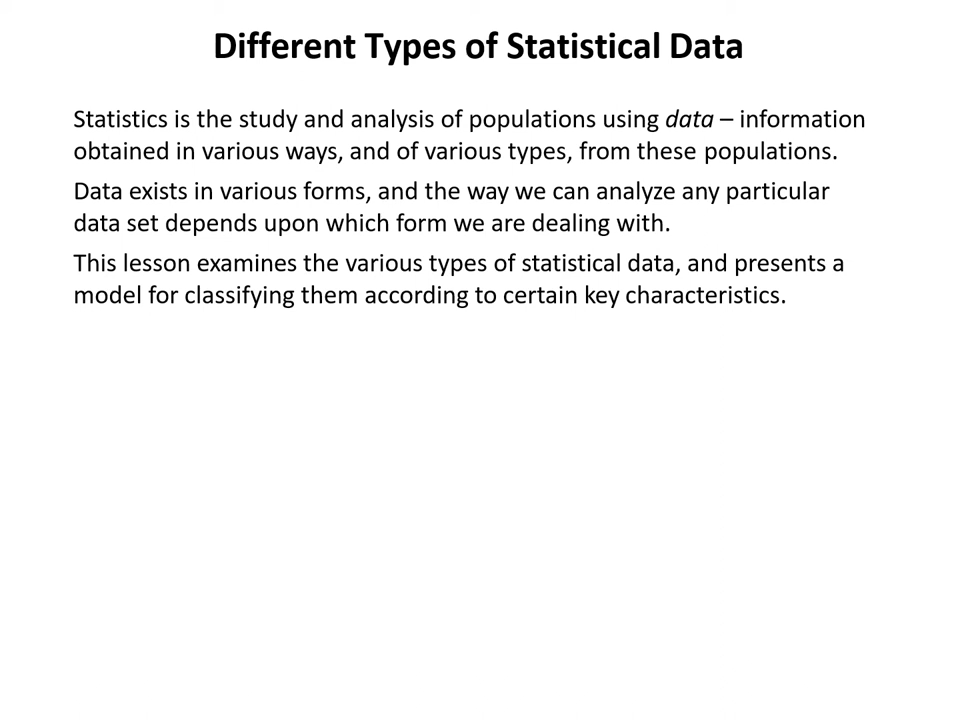 Different Types of Statistical Data
Statistics is the study and analysis of populations using data – information
obtained in various ways, and of various types, from these populations.
Data exists in various forms, and the way we can analyze any particular
data set depends upon which form we are dealing with.
This lesson examines the various types of statistical data, and presents a
model for classifying them according to certain key characteristics.